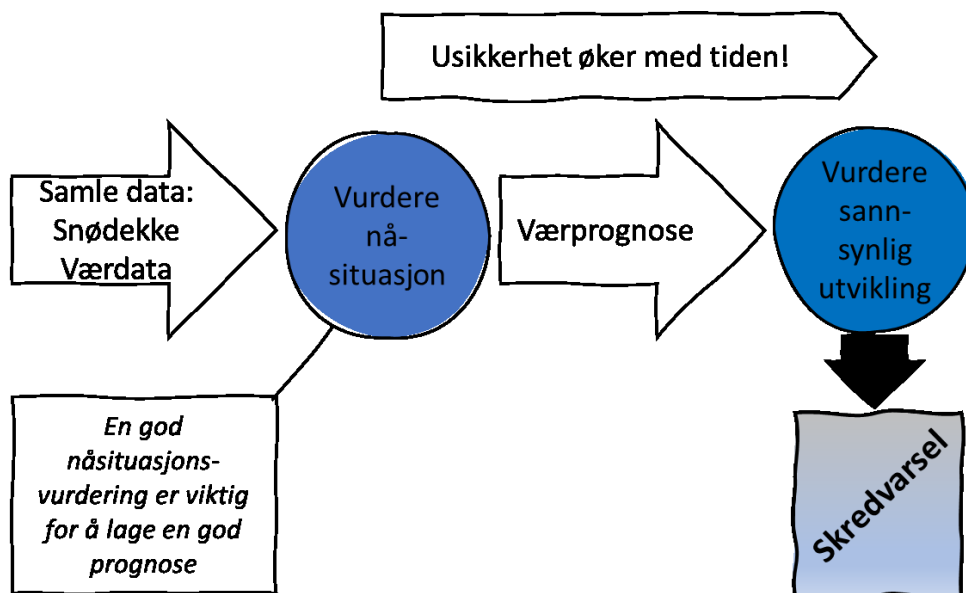 Usikkerhet øker med tiden!
Samle data:
Snødekke
Værdata
Vurdere
nå-
situasjon
Værprognose
Vurdere
sann-
synlig
utvikling
En god
nåsituasjons-
vurdering er viktig
for å lage en god
prognose
Skredvarsel